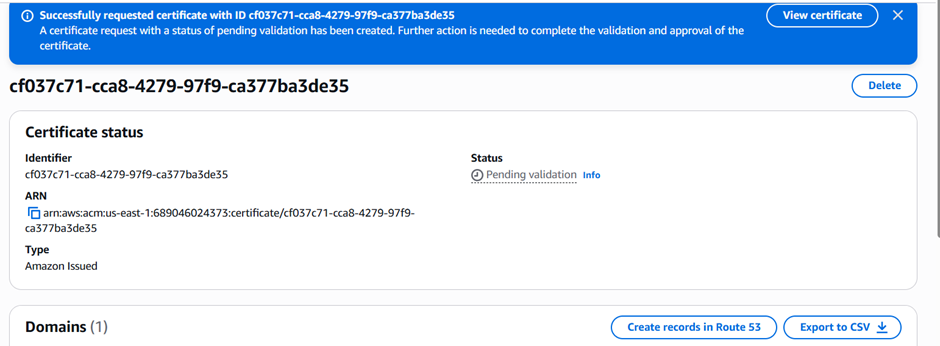 Successfully requested certificate with ID cf037c71-cca8-4279-97f9-ca377ba3de35
A certificate request with a status of pending validation has been created. Further action is needed to complete the validation and approval of the
certificate.
View certificate
cf037c71-cca8-4279-97f9-ca377ba3de35
Delete
Certificate status
Identifier
cf037c71-cca8-4279-97f9-ca377ba3de35
Status
Pending validation Info
ARN
arn:aws:acm:us-east-1:689046024373:certificate/cf037c71-cca8-4279-97f9-
ca377ba3de35
Type
Amazon Issued
Domains (1)
Create records in Route 53
Export to CSV